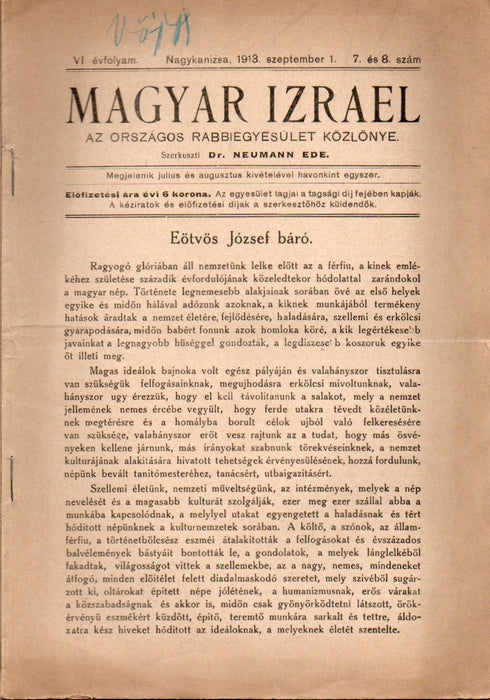 VI. évfolyam. Nagykanizsa, 1913. szeptember 1. 7. és 8. szám
MAGYAR IZRAEL
AZ ORSZÁGOS RABBIEGYESÜLET KÖZLÖNYE.
Szerkeszti Dr. NEUMANN EDE.
Megjelenik julius és augusztus kivételével havonkint egyszer.
Előfizetési ára évi 6 korona. Az egyesület tagjai a tagsági dij fejében kapják.
A kéziratok és előfizetési dijak a szerkesztőhöz küldendők.
Eötvös József báró.
Ragyogó glóriában áll nemzetünk lelke előtt az a férfiu, a kinek emlé-
kéhez születése századik évfordulójának közeledtekor hódolattal zarándokol
a magyar nép. Története legnemesebb alakjainak sorában övé az első helyek
egyike és midőn hálával adózunk azoknak, a kiknek munkájából termékeny
hatások áradtak a nemzet életére, fejlődésére, haladására, szellemi és erkölcsi
gyarapodására, midőn babért fonunk azok homloka köré, a kik legértékesebb
javainkat a legnagyobb hűséggel gondozták, a legdiszesebb koszoruk egyike
őt illeti meg.
Magas ideálok bajnoka volt egész pályáján és valahányszor tisztulásra
van szükségük felfogásainknak, megujhodásra erkölcsi mivoltunknak, vala-
hányszor ugy érezzük, hogy el kell távolitanunk a salakot, mely a nemzet
jellemének nemes ércébe vegyült, hogy ferde utakra tévedt közéletünk-
nek megtérésre és a homályba borult célok ujból való felkeresésére
van szüksége, valahányszor erőt vesz rajtunk az a tudat, hogy más ösvé-
nyeken kellene járnunk, más irányokat szabnunk törekvéseinknek, a nemzet
kulturájának alakitására hivatott tehetségek érvényesülésének, hozzá fordulunk,
népünk bevált tanitómesteréhez, tanácsért, utbaigazitásért.
Szellemi életünk, nemzeti műveltségünk, az intézmények, melyek a nép
nevelését és a magasabb kulturát szolgálják, ezer meg ezer szállal abba a
munkába kapcsolódnak, a melylyel utakat egyengetett a haladásnak és tért
hóditott népünknek a kulturnemzetek sorában. A költő, a szónok, az állam-
férfiu, a történetbölcsész eszméi átalakitották a felfogásokat és évszázados
balvélemények bástyáit bontották le, a gondolatok, a melyek lánglelkéből
fakadtak, világosságot vittek a szellemekbe, az a nagy, nemes, mindeneket
átfogó, minden előitélet felett diadalmaskodó szeretet, mely szivéből sugár-
zott ki, oltárokat épitett népe jólétének, a humanizmusnak, erős várakat
a közszabadságnak és akkor is, midőn csak gyönyörködtetni látszott, örök-
érvényü eszmékért küzdött, épitő, teremtő munkára sarkalt és tettre, áldo-
zatra kész hiveket hóditott az ideáloknak, a melyeknek életét szentelte.